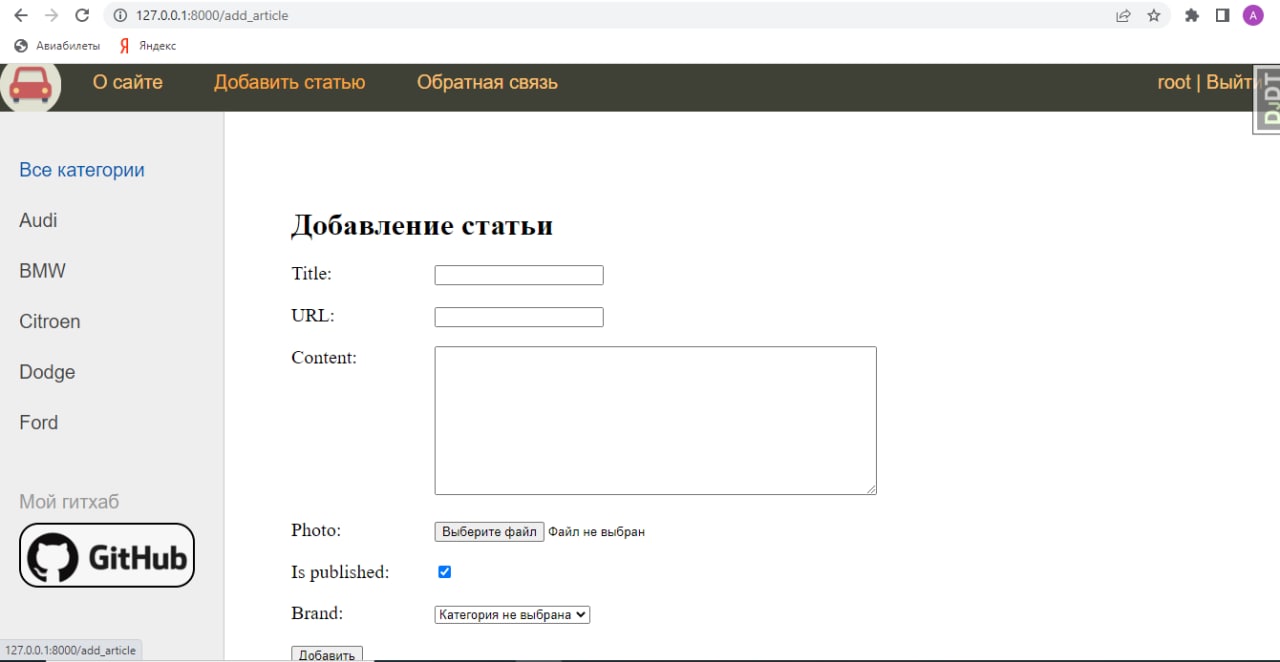 127.0.0.1:8000/add_article
A
Авиабилеты Яндекс
О сайте Добавить статью Обратная связь root | Выйти
DjDT
Все категории
Audi
BMW
Citroen
Dodge
Ford
Мой гитхаб
GitHub
Добавление статьи
Title:
URL:
Content:
Photo: Выберите файл Файл не выбран
Is published:
Brand: Категория не выбрана
Добавить
127.0.0.1:8000/add_article